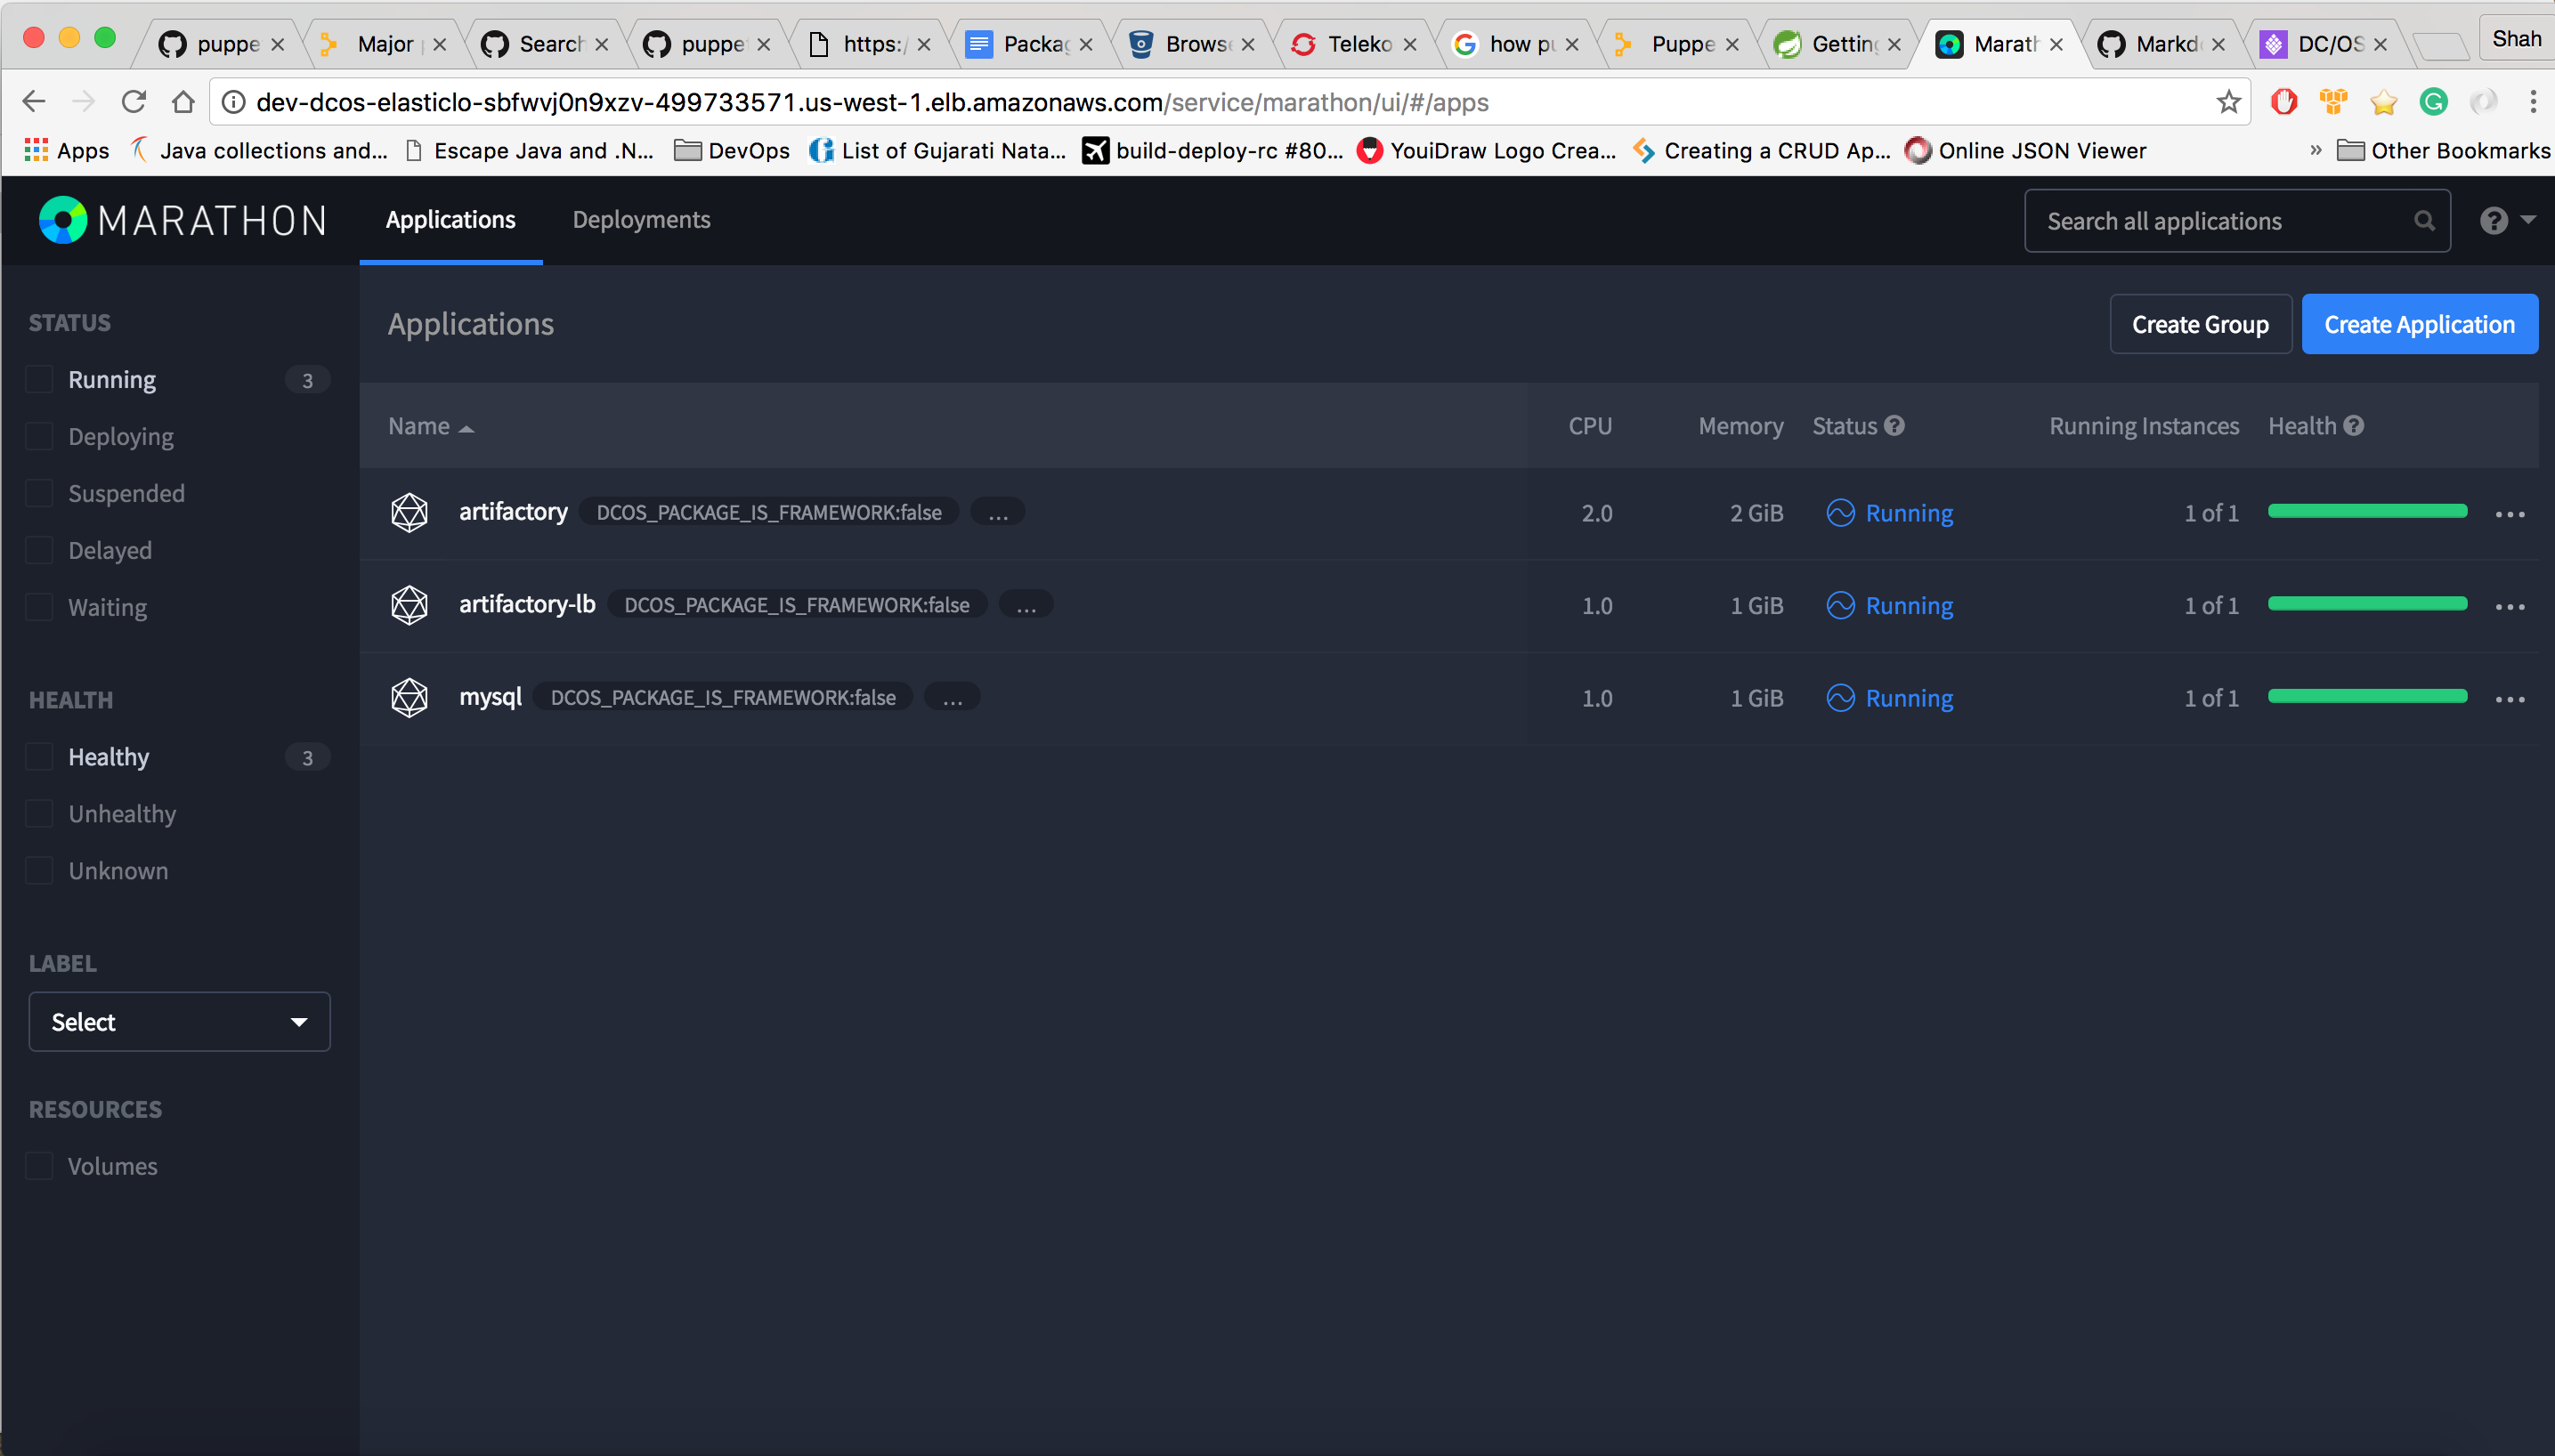 puppe Major Search puppet https:/ Packag Browse Teleko how pu Puppe Getting Marath Markd DC/OS Shah
dev-dcos-elasticlo-sbfwvj0n9xzv-499733571.us-west-1.elb.amazonaws.com/service/marathon/ui/#/apps
Apps Java collections and... Escape Java and .N... DevOps List of Gujarati Nata... build-deploy-rc #80... YouiDraw Logo Crea... Creating a CRUD Ap... Online JSON Viewer » Other Bookmarks
MARATHON Applications Deployments Search all applications
STATUS
Running 3
Deploying
Suspended
Delayed
Waiting
HEALTH
Healthy 3
Unhealthy
Unknown
LABEL
Select
RESOURCES
Volumes
Applications Create Group Create Application
Name CPU Memory Status Running Instances Health
artifactory DCOS_PACKAGE_IS_FRAMEWORK:false ... 2.0 2 GiB Running 1 of 1
artifactory-lb DCOS_PACKAGE_IS_FRAMEWORK:false ... 1.0 1 GiB Running 1 of 1
mysql DCOS_PACKAGE_IS_FRAMEWORK:false ... 1.0 1 GiB Running 1 of 1